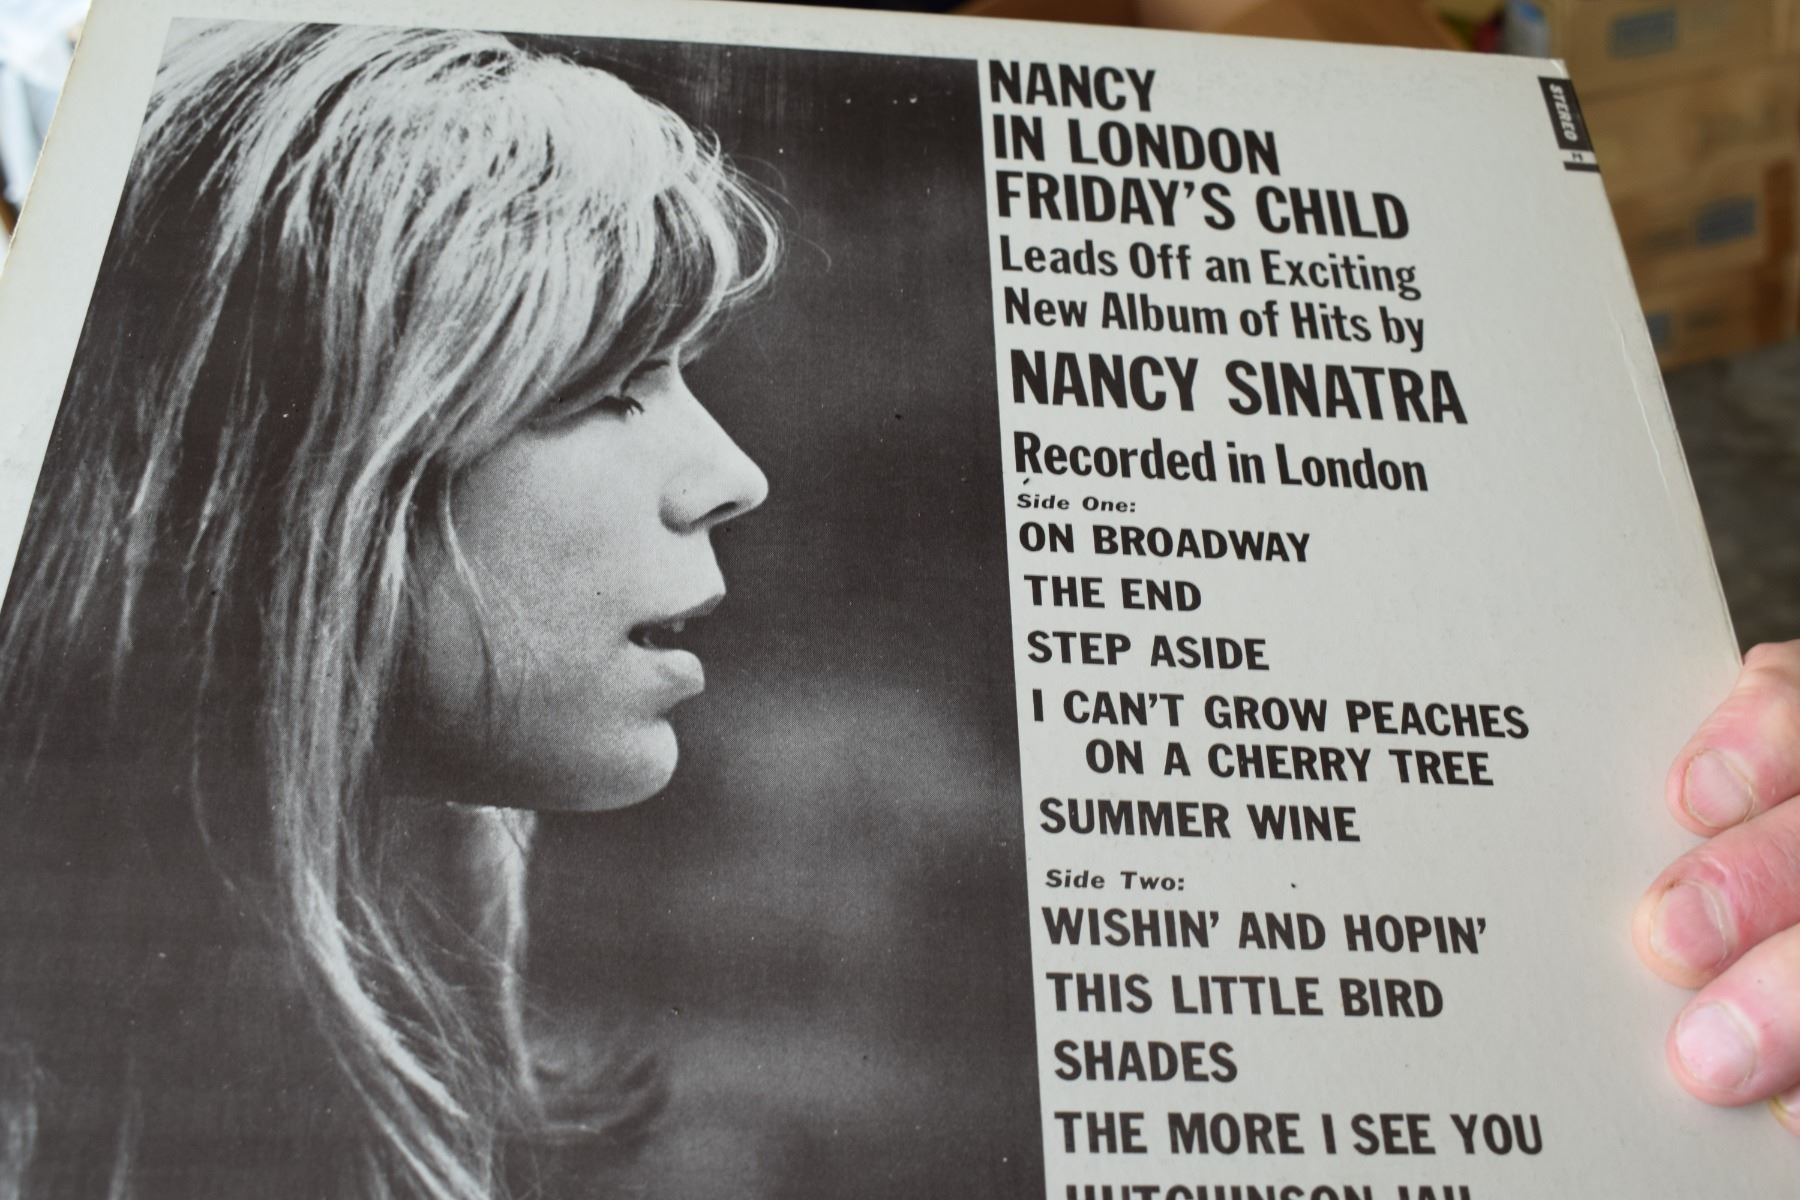 NANCY
IN LONDON
FRIDAY'S CHILD
Leads Off an Exciting
New Album of Hits by
NANCY SINATRA
Recorded in London
Side One:
ON BROADWAY
THE END
STEP ASIDE
I CAN'T GROW PEACHES
ON A CHERRY TREE
SUMMER WINE
Side Two:
WISHIN' AND HOPIN'
THIS LITTLE BIRD
SHADES
THE MORE I SEE YOU
HUTCHINSON JAIL
STEREO